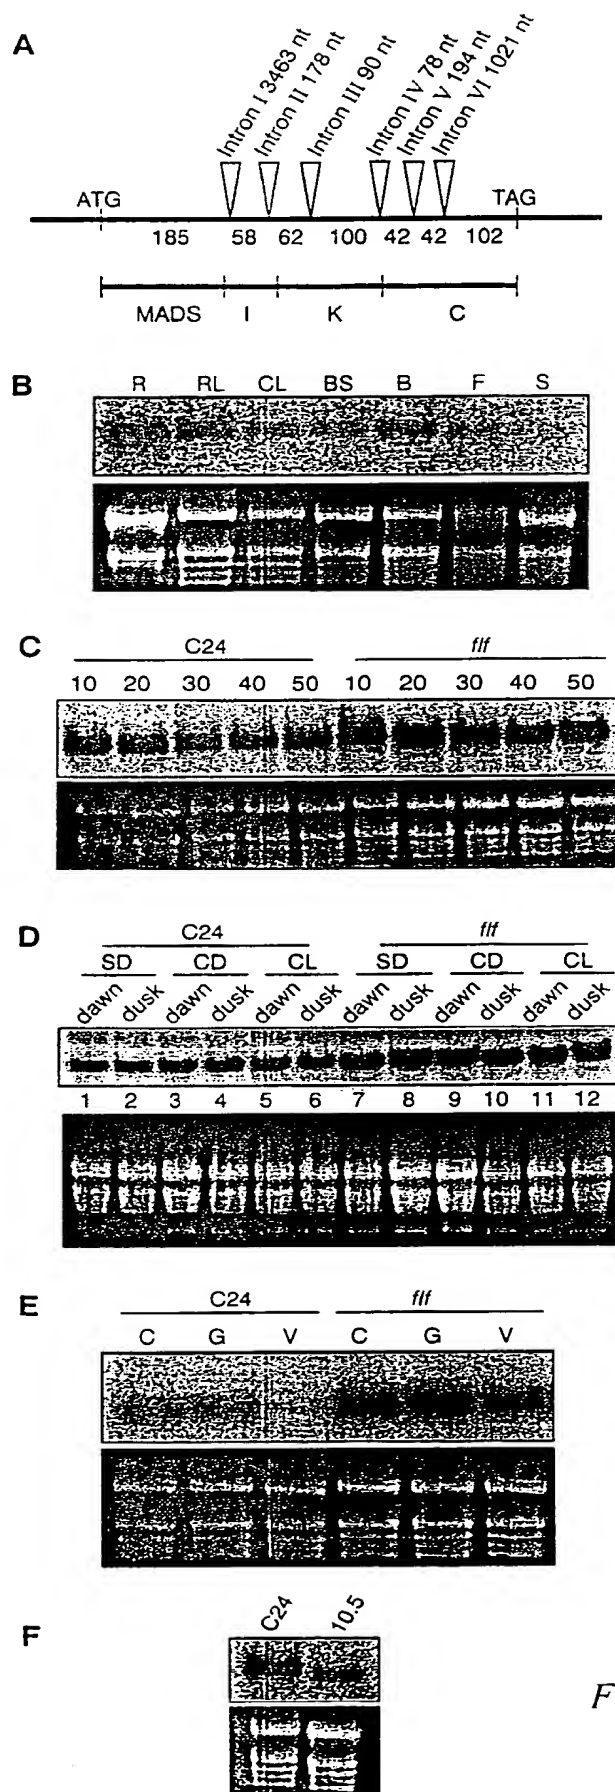 A
Intron I 3463 nt
Intron II 178 nt
Intron III 90 nt
Intron IV 78 nt
Intron V 194 nt
Intron VI 1021 nt
ATG TAG
185 58 62 100 42 42 102
MADS I K C
B
R RL CL BS B F S
C
C24 flf
10 20 30 40 50 10 20 30 40 50
D
C24 flf
SD CD CL SD CD CL
dawn dusk dawn dusk dawn dusk dawn dusk dawn dusk dawn dusk
1 2 3 4 5 6 7 8 9 10 11 12
E
C24 flf
C G V C G V
F
C24 10.5
F